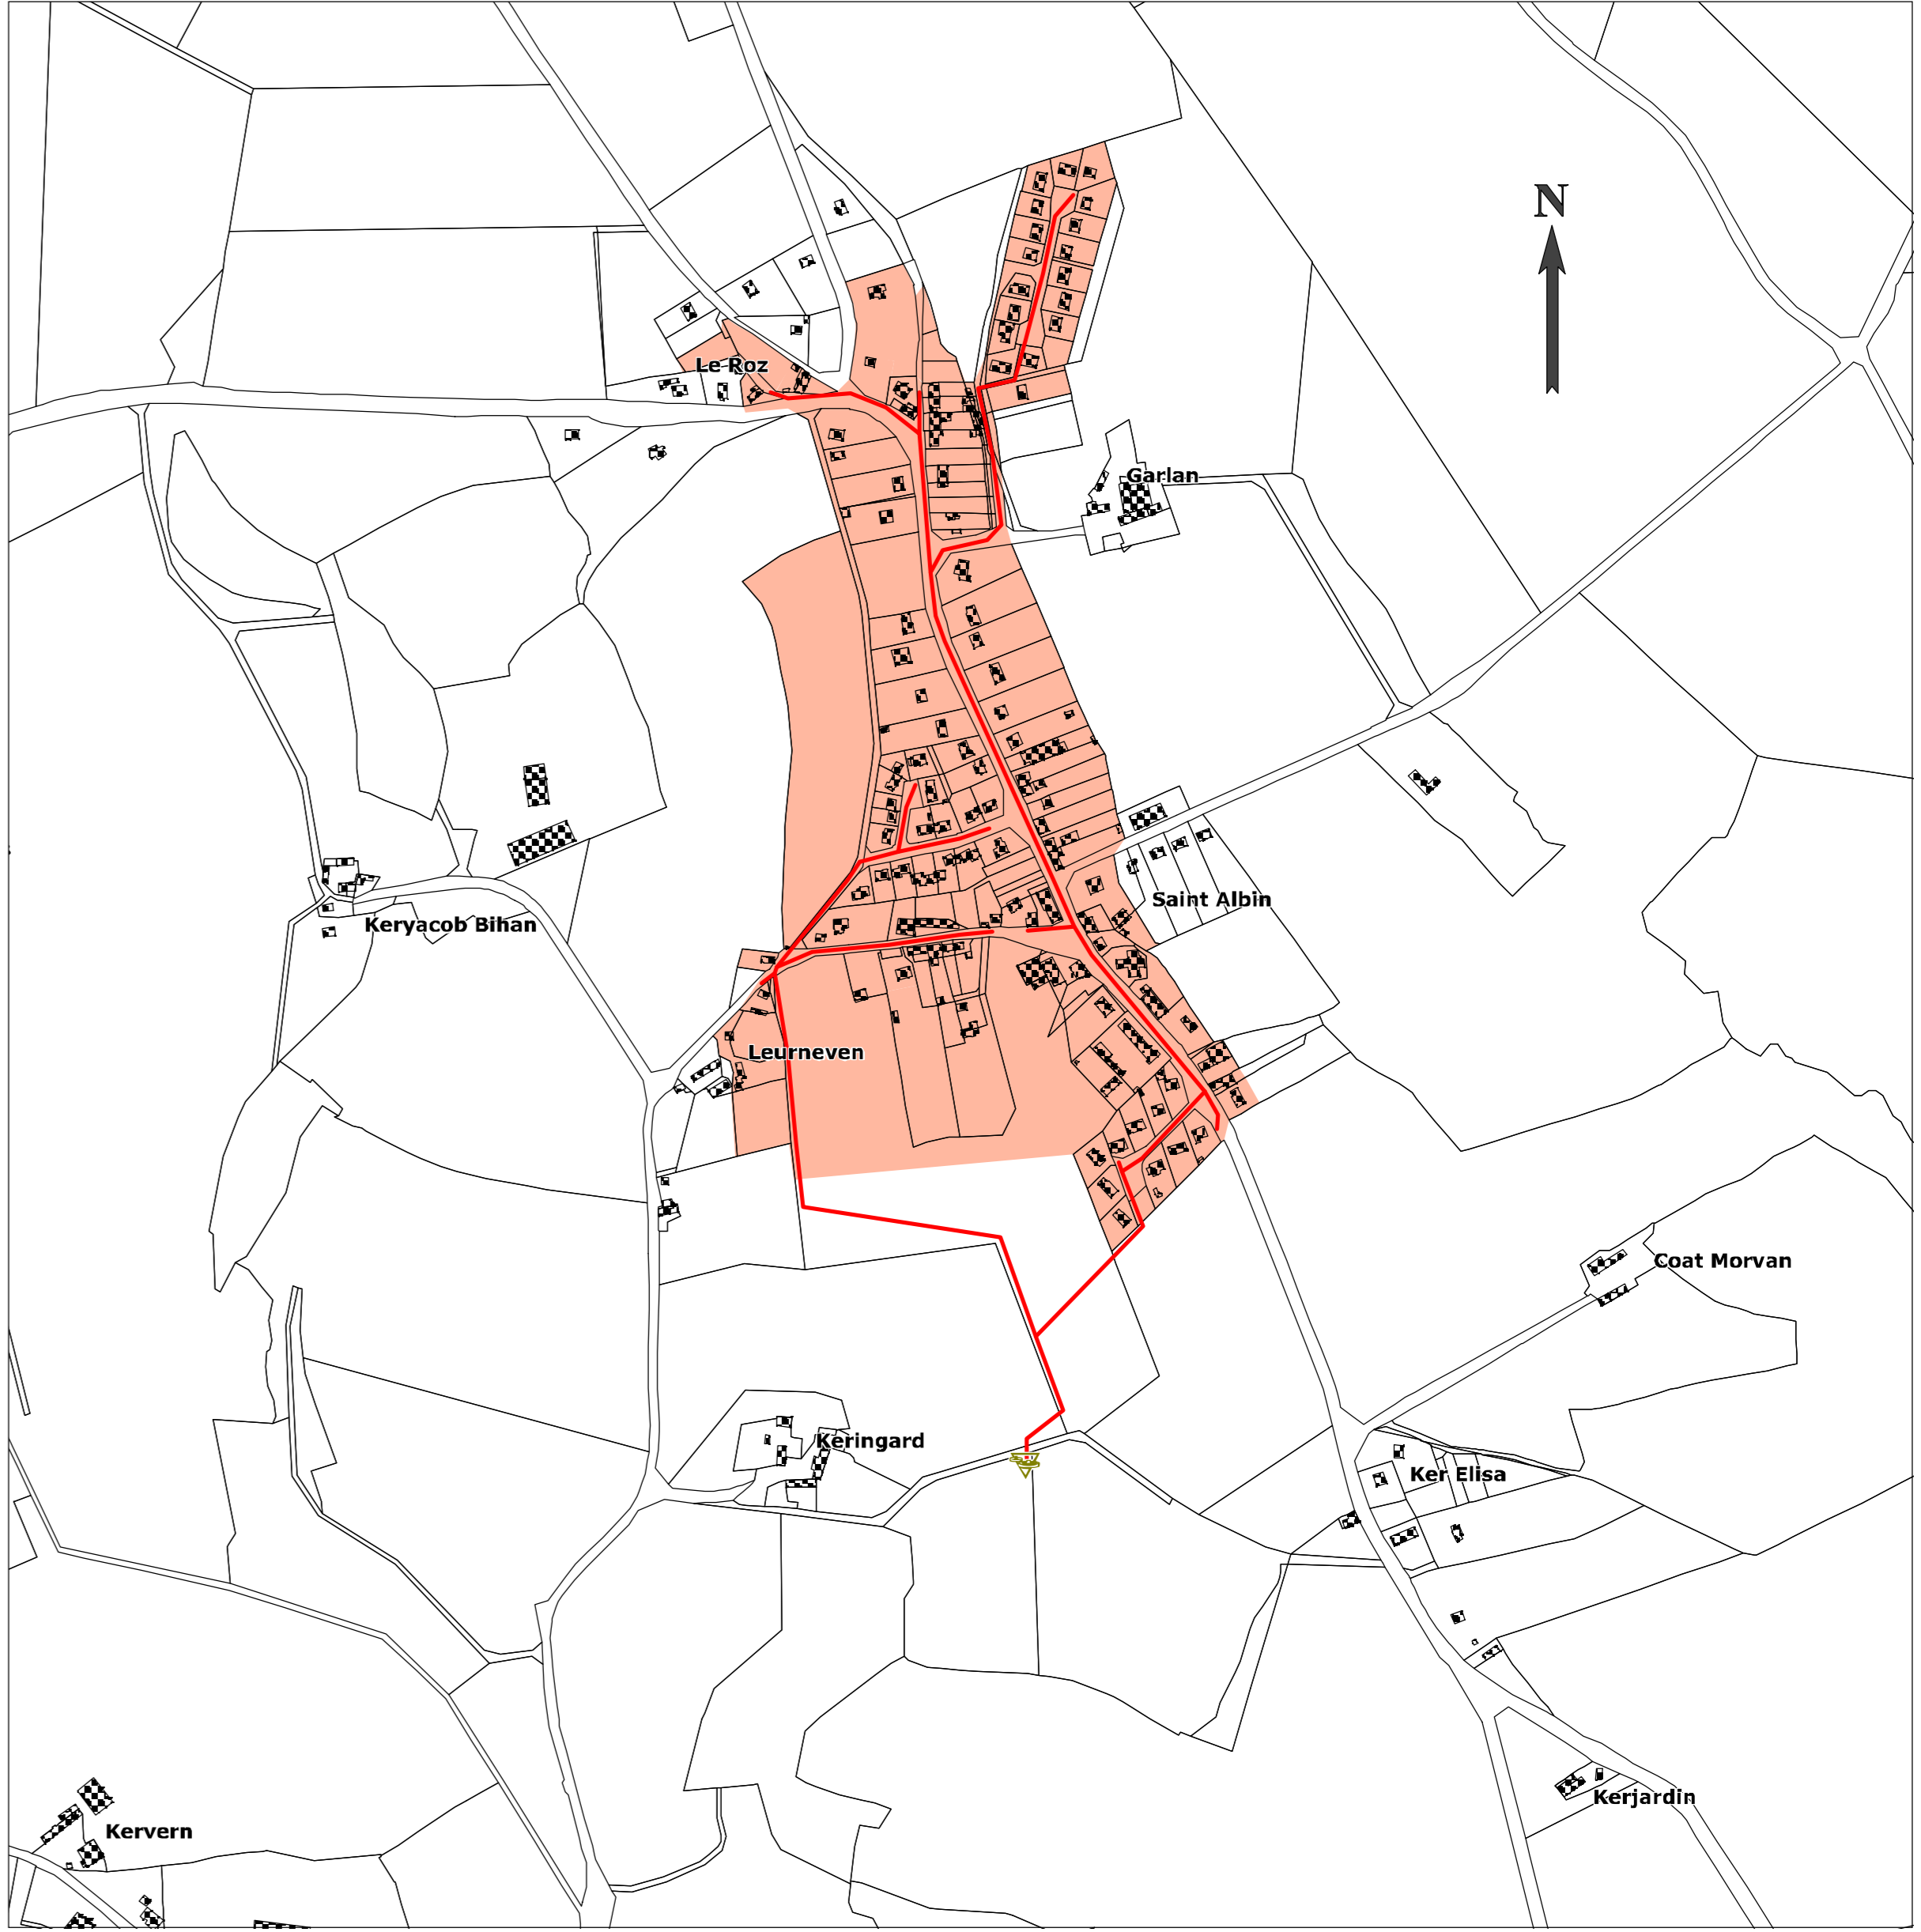 N
Le Roz
Garlan
Saint Albin
Keryacob Bihan
Leurneven
Coat Morvan
Keringard
Ker Elisa
Kerjardin
Kervern